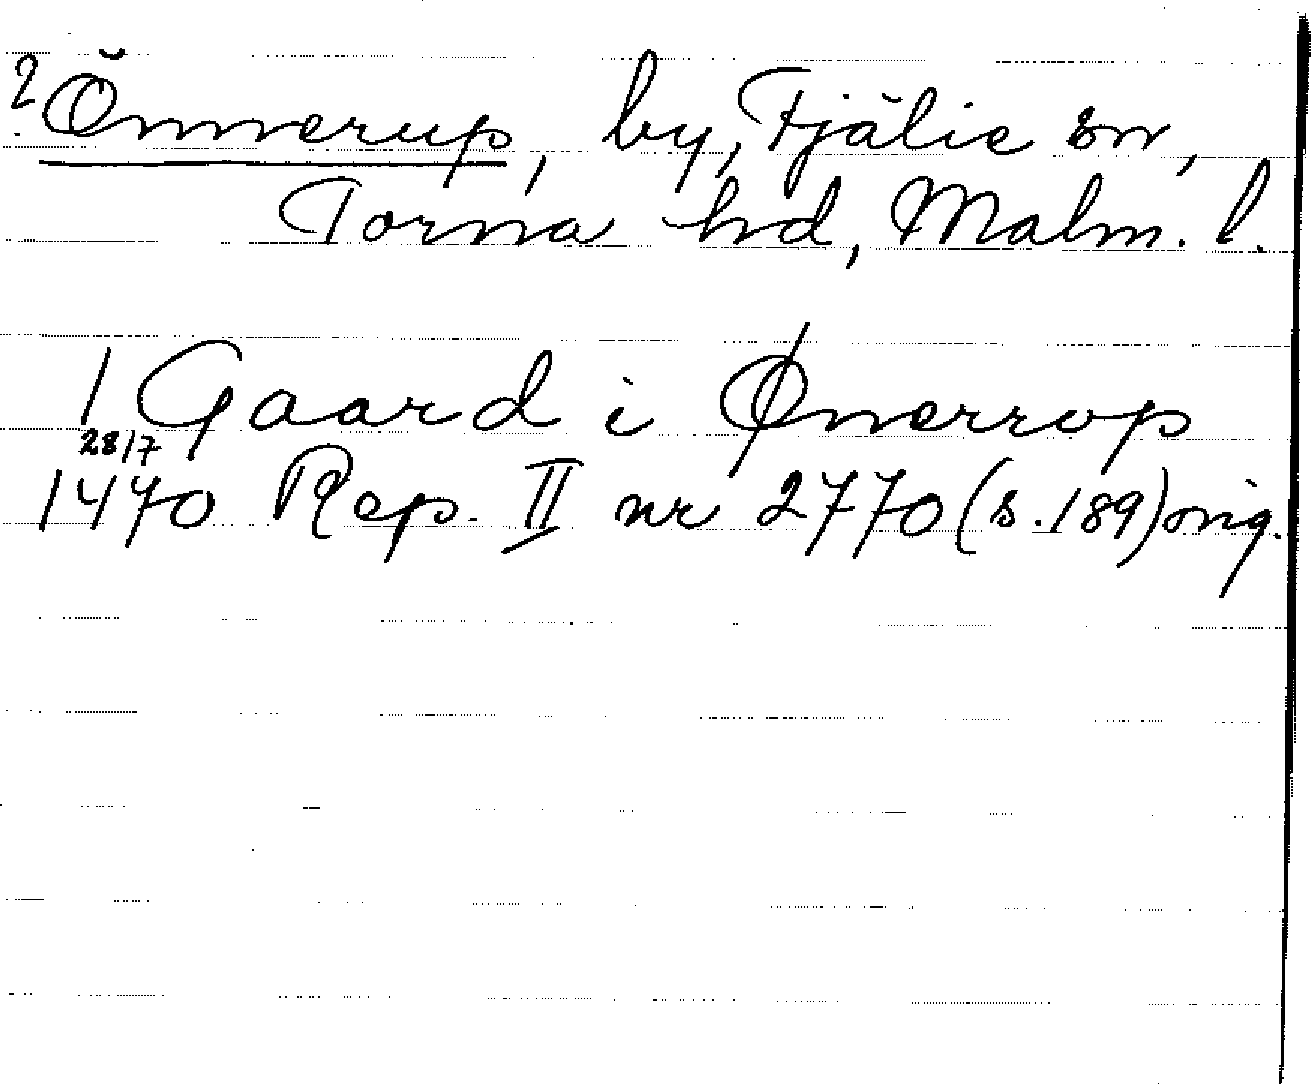 ? Önnerup, by, Fjälie sn,
Torna hd, Malm. l.
1 Gaard i Ønerrop
28/7
1470 Rep. II nr 2770 (s. 189) orig.